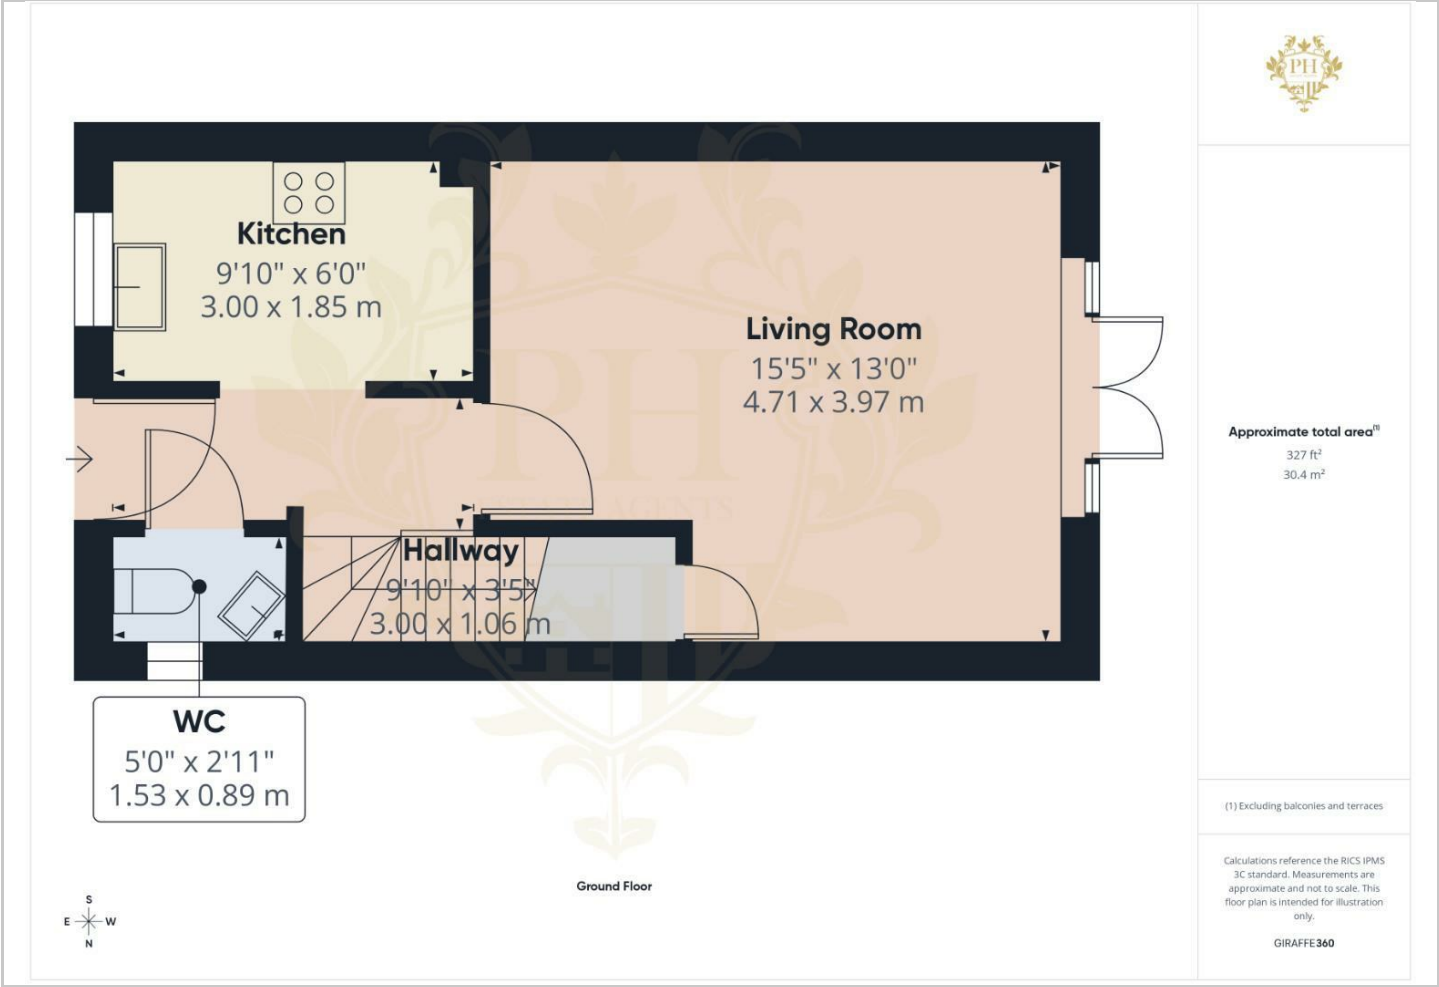 PH
Kitchen
9'10" x 6'0"
3.00 x 1.85 m
Living Room
15'5" x 13'0"
4.71 x 3.97 m
PH
ESTATE AGENTS
Hallway
9'10" x 3'5"
3.00 x 1.06 m
WC
5'0" x 2'11"
1.53 x 0.89 m
Ground Floor
S
E W
N
Approximate total area(1)
327 ft²
30.4 m²
(1) Excluding balconies and terraces
Calculations reference the RICS IPMS
3C standard. Measurements are
approximate and not to scale. This
floor plan is intended for illustration
only.
GIRAFFE360